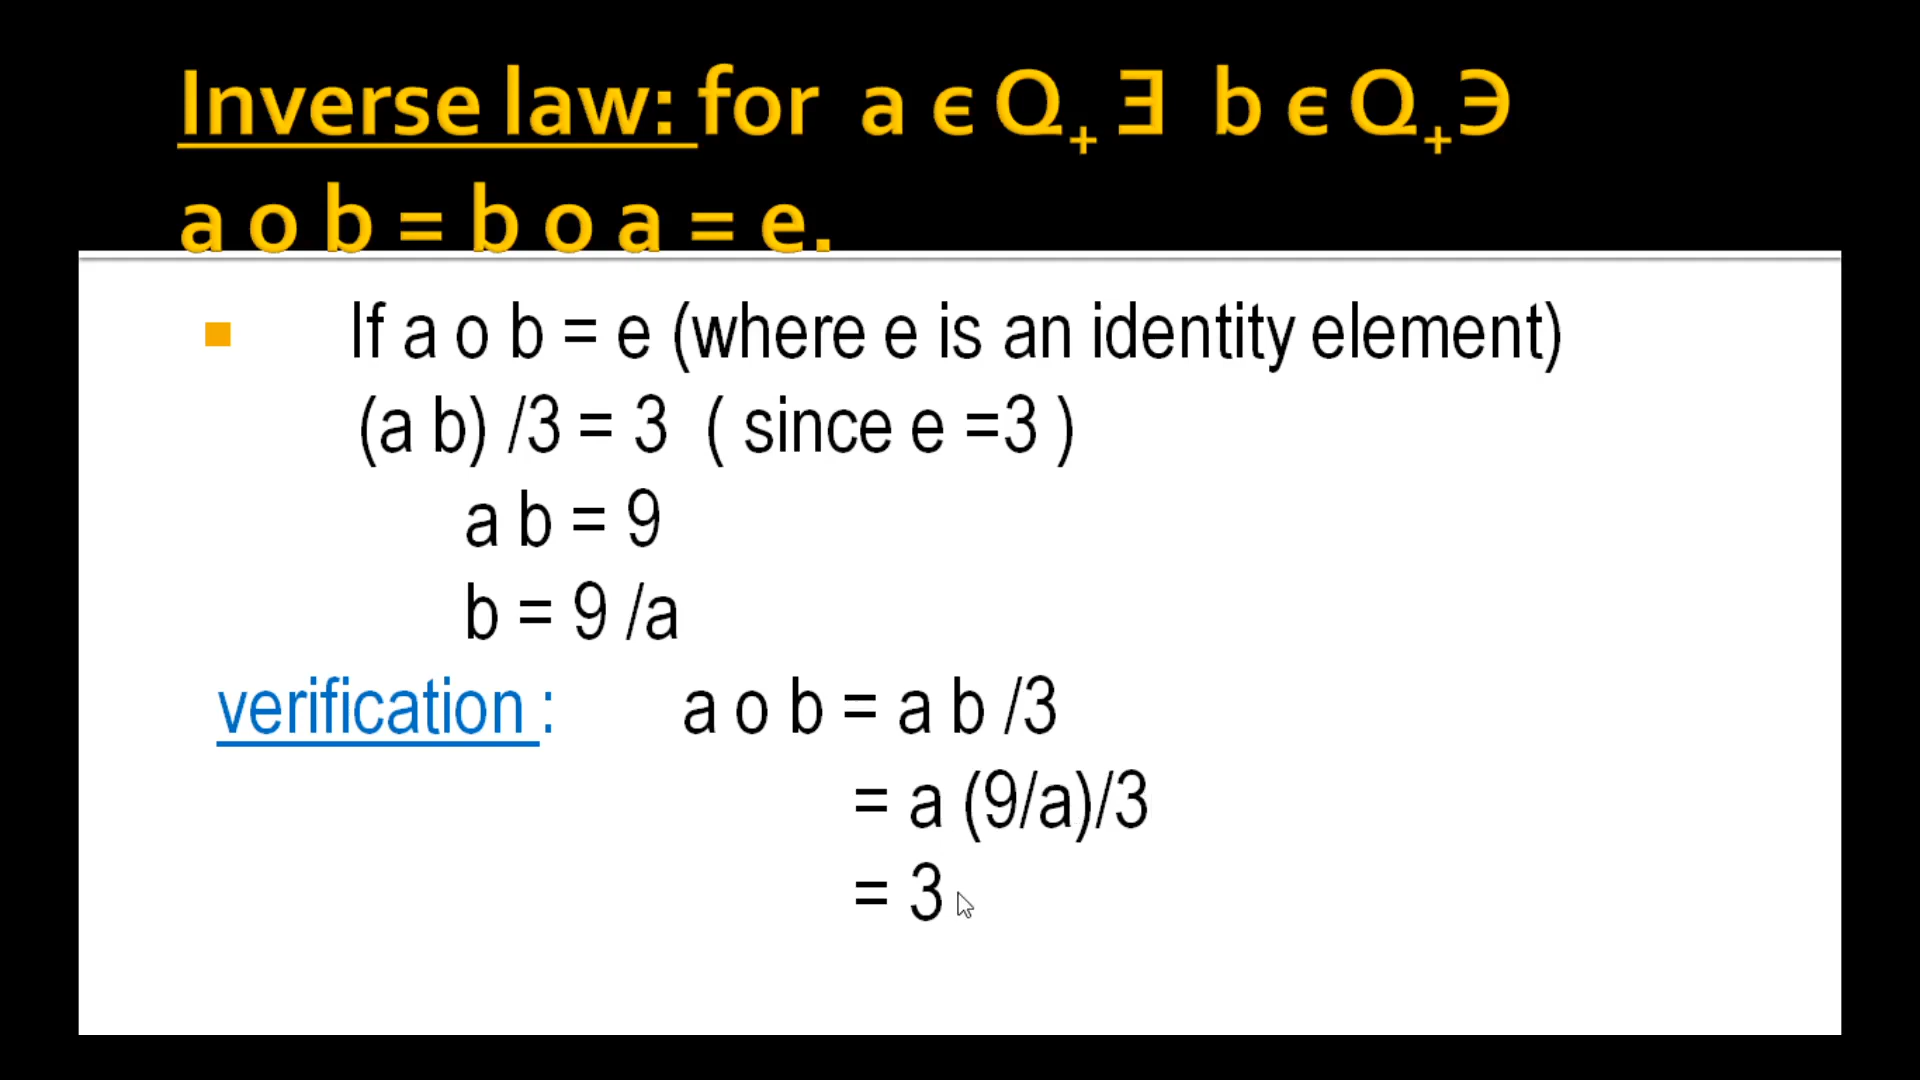 Inverse law: for a ϵ Q+ Ǝ b ϵ Q+ Э
a o b = b o a = e.
If a o b = e (where e is an identity element)
(a b) /3 = 3 ( since e =3 )
a b = 9
b = 9 /a
verification : a o b = a b /3
= a (9/a)/3
= 3